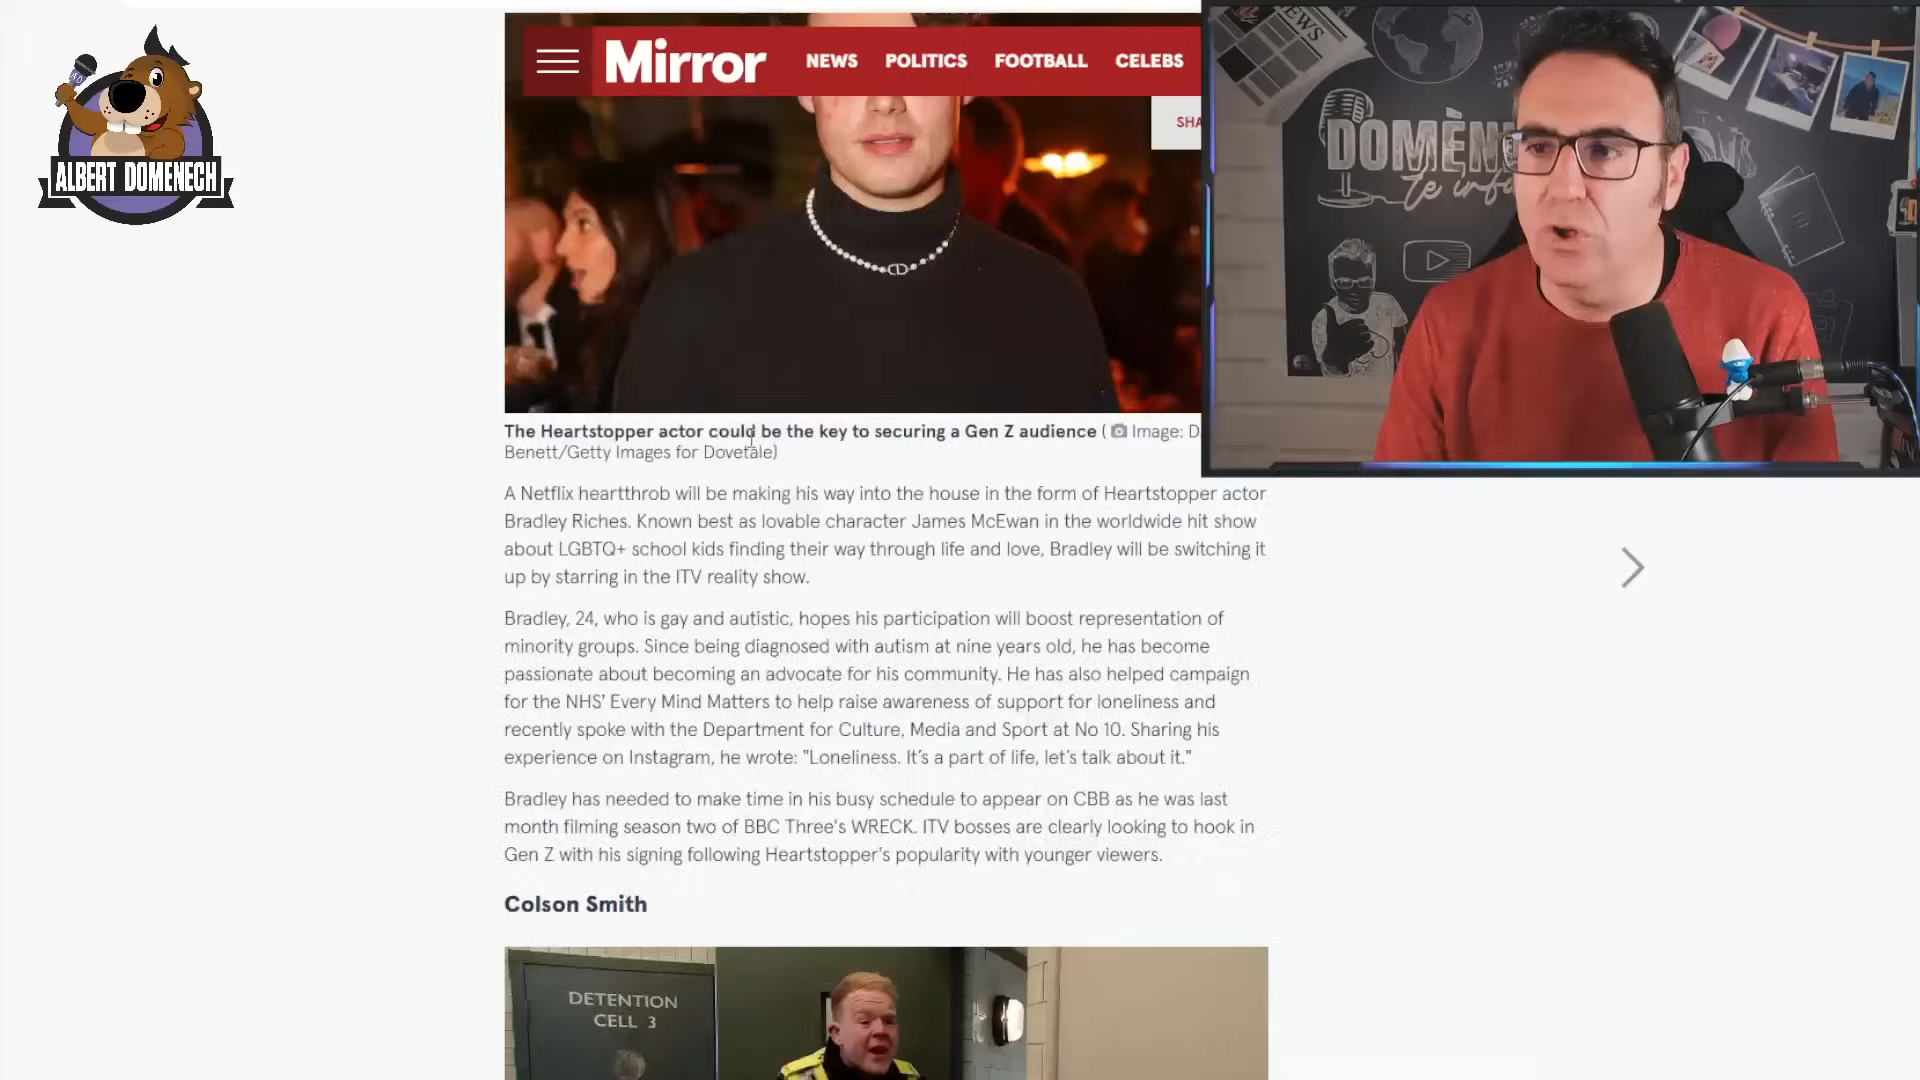 Mirror
NEWS POLITICS FOOTBALL CELEBS
SHA
NEWS
DOMÈN
te infо
ALBERT DOMENECH
The Heartstopper actor could be the key to securing a Gen Z audience ( Image: D
Benett/Getty Images for Dovetale)
A Netflix heartthrob will be making his way into the house in the form of Heartstopper actor
Bradley Riches. Known best as lovable character James McEwan in the worldwide hit show
about LGBTQ+ school kids finding their way through life and love, Bradley will be switching it
up by starring in the ITV reality show.
Bradley, 24, who is gay and autistic, hopes his participation will boost representation of
minority groups. Since being diagnosed with autism at nine years old, he has become
passionate about becoming an advocate for his community. He has also helped campaign
for the NHS' Every Mind Matters to help raise awareness of support for loneliness and
recently spoke with the Department for Culture, Media and Sport at No 10. Sharing his
experience on Instagram, he wrote: "Loneliness. It's a part of life, let's talk about it."
Bradley has needed to make time in his busy schedule to appear on CBB as he was last
month filming season two of BBC Three's WRECK. ITV bosses are clearly looking to hook in
Gen Z with his signing following Heartstopper's popularity with younger viewers.
Colson Smith
DETENTION
CELL 3